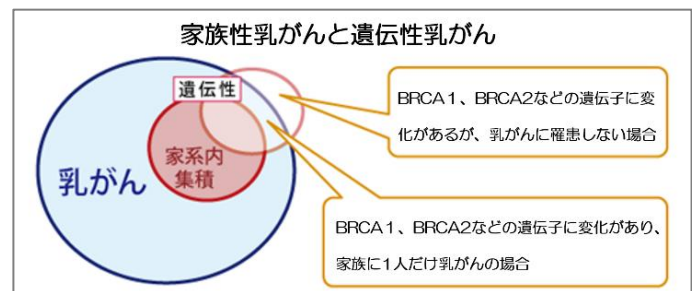 家族性乳がんと遺伝性乳がん
遺伝性
家系内
集積
乳がん
BRCA1、BRCA2などの遺伝子に変
化があるが、乳がんに罹患しない場合
BRCA1、BRCA2などの遺伝子に変化があり、
家族に1人だけ乳がんの場合